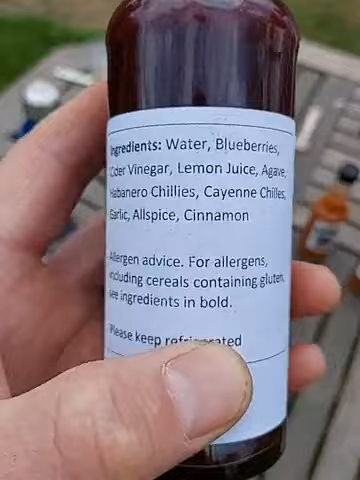 Ingredients: Water, Blueberries,
Cider Vinegar, Lemon Juice, Agave,
Habanero Chillies, Cayenne Chilles,
Garlic, Allspice, Cinnamon
Allergen advice. For allergens,
including cereals containing gluten,
see ingredients in bold.
Please keep refrigerated